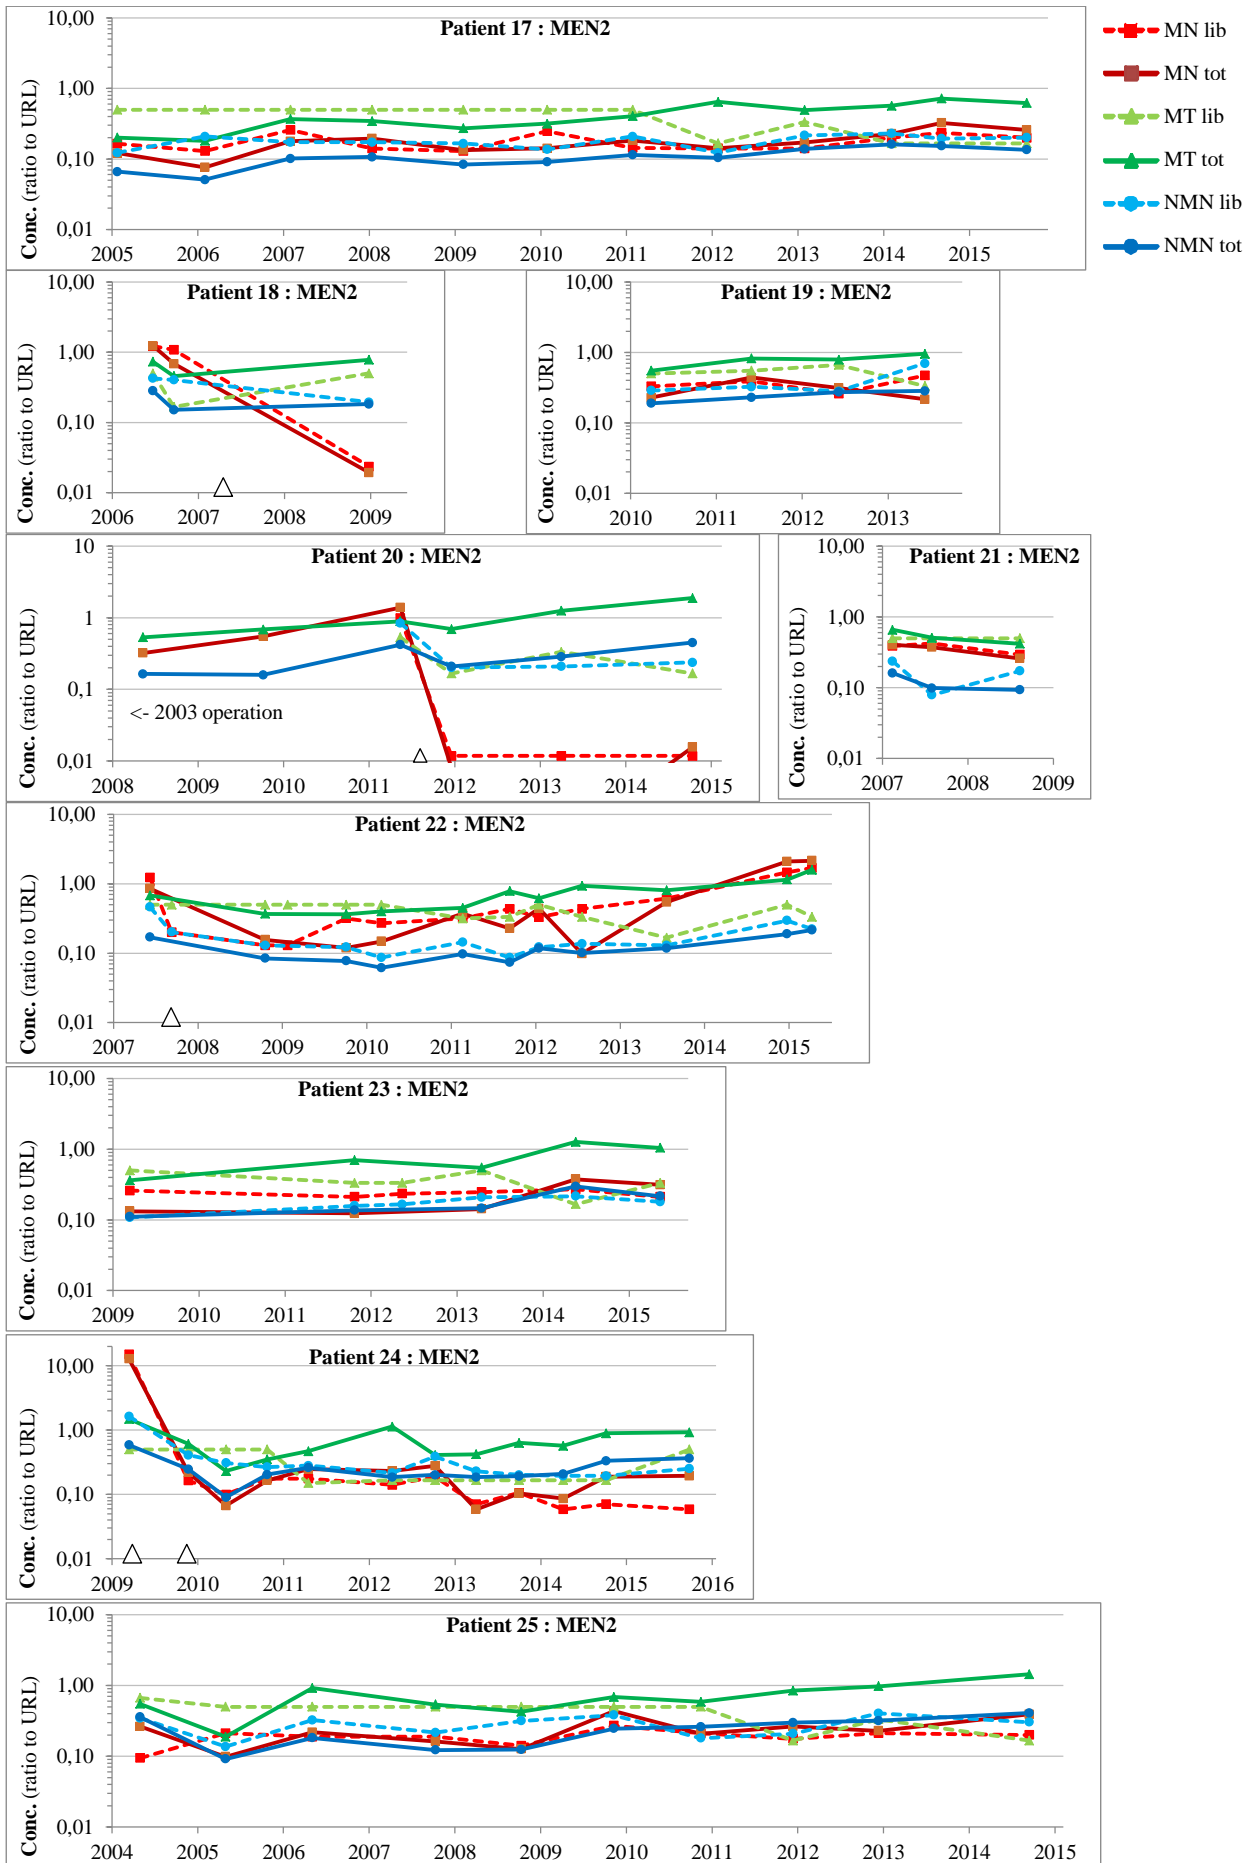 Patient 17 : MEN2
Conc. (ratio to URL)
10,00
1,00
0,10
0,01
2005 2006 2007 2008 2009 2010 2011 2012 2013 2014 2015
MN lib
MN tot
MT lib
MT tot
NMN lib
NMN tot
Patient 18 : MEN2
Conc. (ratio to URL)
10,00
1,00
0,10
0,01
2006 2007 2008 2009
Patient 19 : MEN2
Conc. (ratio to URL)
10,00
1,00
0,10
0,01
2010 2011 2012 2013
Patient 20 : MEN2
Conc. (ratio to URL)
10
1
0,1
0,01
<- 2003 operation
2008 2009 2010 2011 2012 2013 2014 2015
Patient 21 : MEN2
Conc. (ratio to URL)
10,00
1,00
0,10
0,01
2007 2008 2009
Patient 22 : MEN2
Conc. (ratio to URL)
10,00
1,00
0,10
0,01
2007 2008 2009 2010 2011 2012 2013 2014 2015
Patient 23 : MEN2
Conc. (ratio to URL)
10,00
1,00
0,10
0,01
2009 2010 2011 2012 2013 2014 2015
Patient 24 : MEN2
Conc. (ratio to URL)
10,00
1,00
0,10
0,01
2009 2010 2011 2012 2013 2014 2015 2016
Patient 25 : MEN2
Conc. (ratio to URL)
10,00
1,00
0,10
0,01
2004 2005 2006 2007 2008 2009 2010 2011 2012 2013 2014 2015